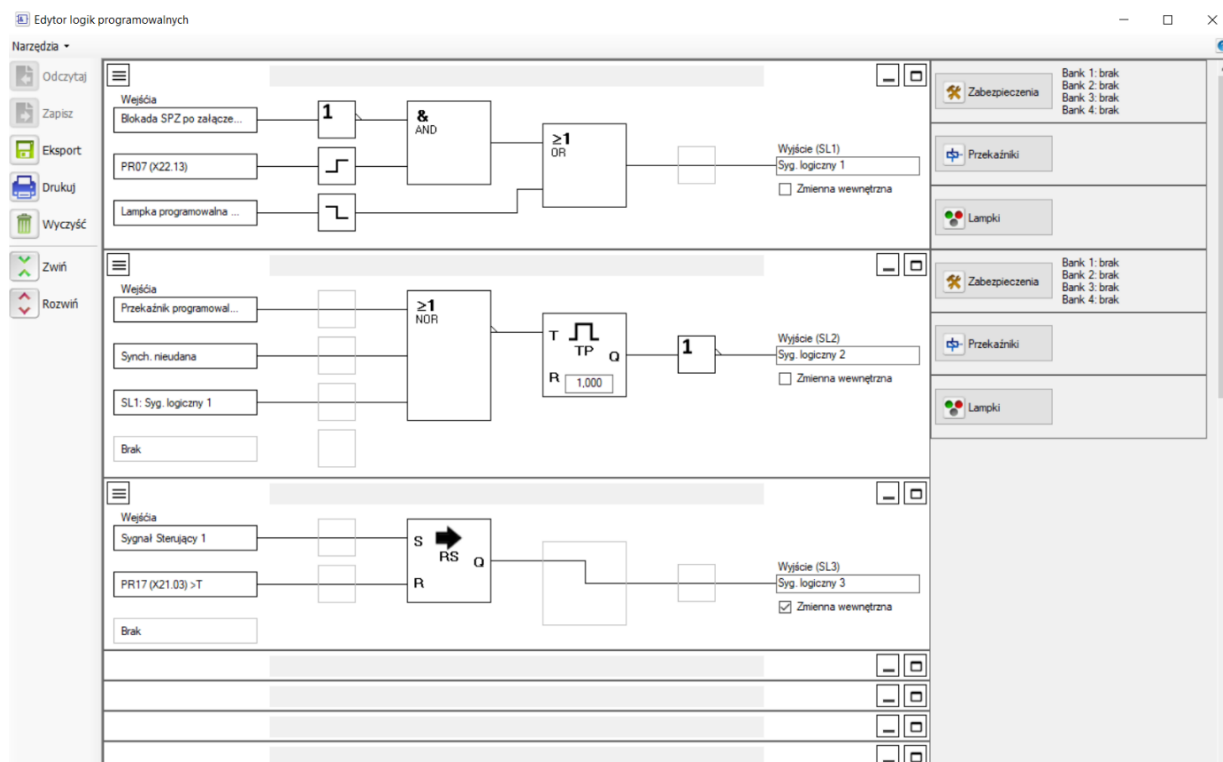 Edytor logik programowalnych
Narzędzia
Odczytaj
Zapisz
Eksport
Drukuj
Wyczyść
Zwiń
Rozwiń
Wejścia
Blokada SPZ po załącze...
PR07 (X22.13)
Lampka programowalna ...
1
&
AND
≥1
OR
Wyjście (SL1)
Syg. logiczny 1
Zmienna wewnętrzna
Zabezpieczenia
Bank 1: brak
Bank 2: brak
Bank 3: brak
Bank 4: brak
Przekaźniki
Lampki
Wejścia
Przekaźnik programowal...
Synch. nieudana
SL1: Syg. logiczny 1
Brak
≥1
NOR
T
TP
Q
R
1,000
1
Wyjście (SL2)
Syg. logiczny 2
Zmienna wewnętrzna
Zabezpieczenia
Bank 1: brak
Bank 2: brak
Bank 3: brak
Bank 4: brak
Przekaźniki
Lampki
Wejścia
Sygnał Sterujący 1
PR17 (X21.03) >T
Brak
S
RS
Q
R
Wyjście (SL3)
Syg. logiczny 3
Zmienna wewnętrzna